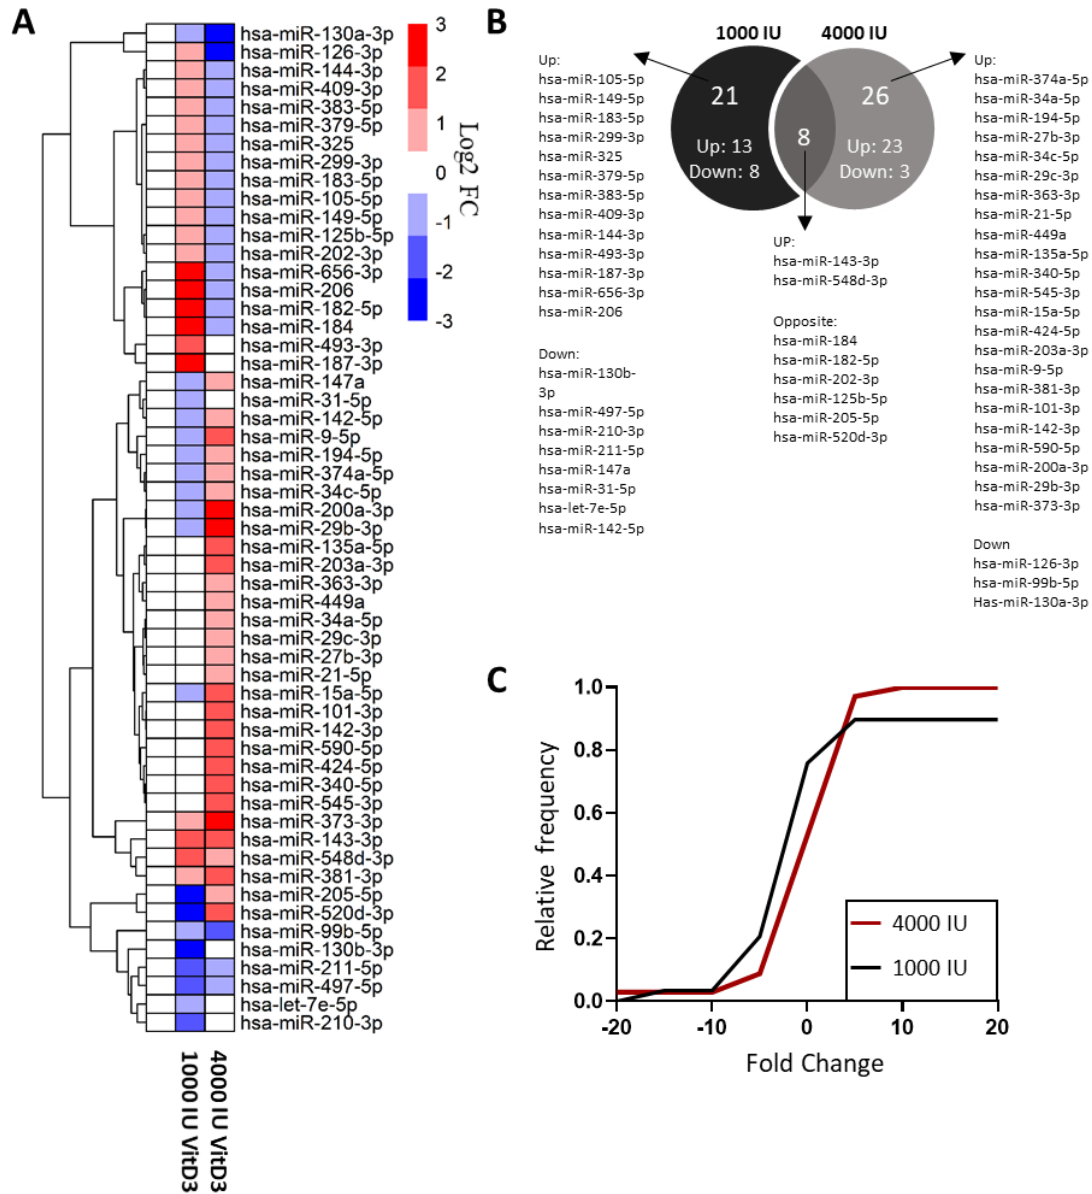 A
hsa-miR-130a-3p
hsa-miR-126-3p
hsa-miR-144-3p
hsa-miR-409-3p
hsa-miR-383-5p
hsa-miR-379-5p
hsa-miR-325
hsa-miR-299-3p
hsa-miR-183-5p
hsa-miR-105-5p
hsa-miR-149-5p
hsa-miR-125b-5p
hsa-miR-202-3p
hsa-miR-656-3p
hsa-miR-206
hsa-miR-182-5p
hsa-miR-184
hsa-miR-493-3p
hsa-miR-187-3p
hsa-miR-147a
hsa-miR-31-5p
hsa-miR-142-5p
hsa-miR-9-5p
hsa-miR-194-5p
hsa-miR-374a-5p
hsa-miR-34c-5p
hsa-miR-200a-3p
hsa-miR-29b-3p
hsa-miR-135a-5p
hsa-miR-203a-3p
hsa-miR-363-3p
hsa-miR-449a
hsa-miR-34a-5p
hsa-miR-29c-3p
hsa-miR-27b-3p
hsa-miR-21-5p
hsa-miR-15a-5p
hsa-miR-101-3p
hsa-miR-142-3p
hsa-miR-590-5p
hsa-miR-424-5p
hsa-miR-340-5p
hsa-miR-545-3p
hsa-miR-373-3p
hsa-miR-143-3p
hsa-miR-548d-3p
hsa-miR-381-3p
hsa-miR-205-5p
hsa-miR-520d-3p
hsa-miR-99b-5p
hsa-miR-130b-3p
hsa-miR-211-5p
hsa-miR-497-5p
hsa-let-7e-5p
hsa-miR-210-3p
1000 IU VitD3
4000 IU VitD3
3
2
1
0
-1
-2
-3
Log2 FC
B
1000 IU
4000 IU
21
Up: 13
Down: 8
8
26
Up: 23
Down: 3
Up:
hsa-miR-105-5p
hsa-miR-149-5p
hsa-miR-183-5p
hsa-miR-299-3p
hsa-miR-325
hsa-miR-379-5p
hsa-miR-383-5p
hsa-miR-409-3p
hsa-miR-144-3p
hsa-miR-493-3p
hsa-miR-187-3p
hsa-miR-656-3p
hsa-miR-206
Down:
hsa-miR-130b-
3p
hsa-miR-497-5p
hsa-miR-210-3p
hsa-miR-211-5p
hsa-miR-147a
hsa-miR-31-5p
hsa-let-7e-5p
hsa-miR-142-5p
UP:
hsa-miR-143-3p
hsa-miR-548d-3p
Opposite:
hsa-miR-184
hsa-miR-182-5p
hsa-miR-202-3p
hsa-miR-125b-5p
hsa-miR-205-5p
hsa-miR-520d-3p
Up:
hsa-miR-374a-5p
hsa-miR-34a-5p
hsa-miR-194-5p
hsa-miR-27b-3p
hsa-miR-34c-5p
hsa-miR-29c-3p
hsa-miR-363-3p
hsa-miR-21-5p
hsa-miR-449a
hsa-miR-135a-5p
hsa-miR-340-5p
hsa-miR-545-3p
hsa-miR-15a-5p
hsa-miR-424-5p
hsa-miR-203a-3p
hsa-miR-9-5p
hsa-miR-381-3p
hsa-miR-101-3p
hsa-miR-142-3p
hsa-miR-590-5p
hsa-miR-200a-3p
hsa-miR-29b-3p
hsa-miR-373-3p
Down
hsa-miR-126-3p
hsa-miR-99b-5p
Has-miR-130a-3p
C
Relative frequency
1.0
0.8
0.6
0.4
0.2
0.0
-20
-10
0
10
20
Fold Change
4000 IU
1000 IU